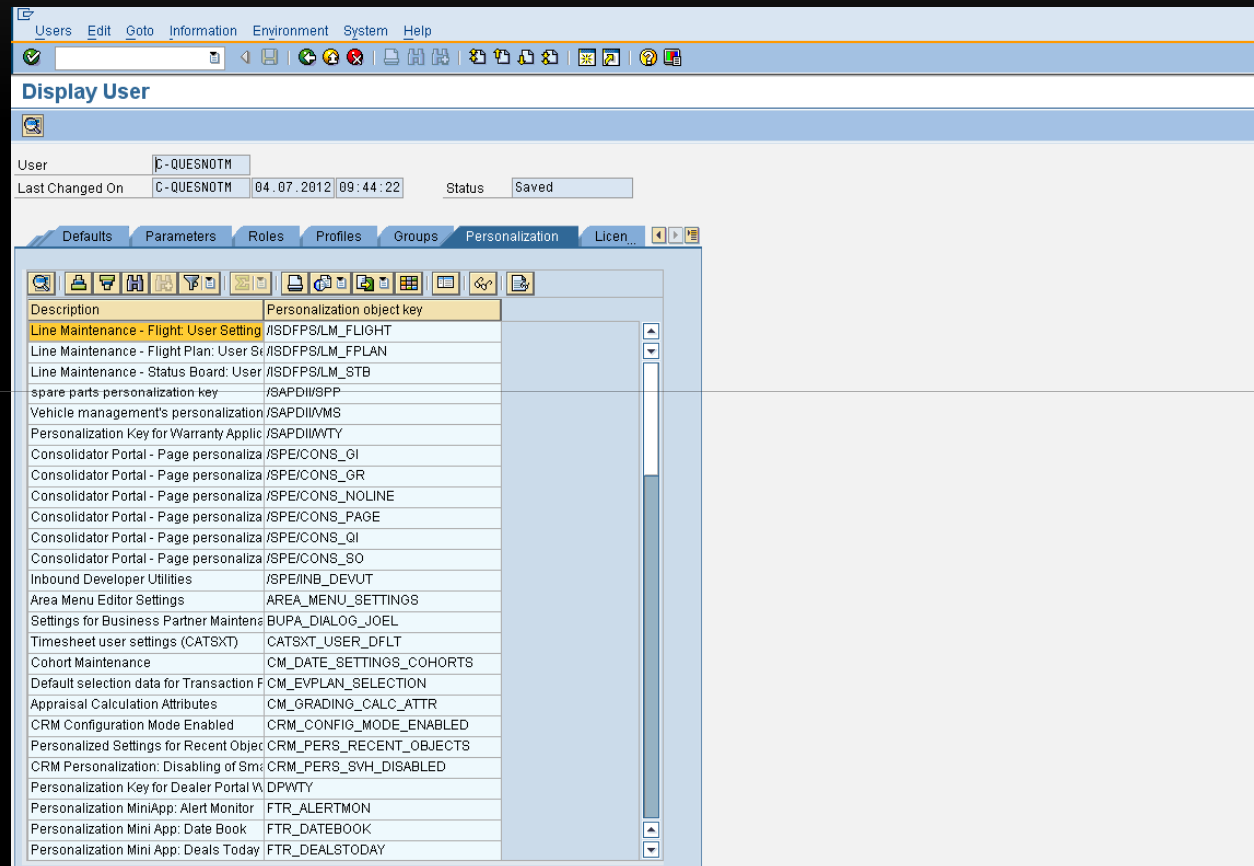 Users Edit Goto Information Environment System Help
Display User
User C-QUESNOTM
Last Changed On C-QUESNOTM 04.07.2012 09:44:22 Status Saved
Defaults Parameters Roles Profiles Groups Personalization Licen...
Description Personalization object key
Line Maintenance - Flight: User Setting /ISDFPS/LM_FLIGHT
Line Maintenance - Flight Plan: User Se /ISDFPS/LM_FPLAN
Line Maintenance - Status Board: User /ISDFPS/LM_STB
spare parts personalization key /SAPDII/SPP
Vehicle management's personalization /SAPDII/VMS
Personalization Key for Warranty Applic /SAPDII/WTY
Consolidator Portal - Page personaliza /SPE/CONS_GI
Consolidator Portal - Page personaliza /SPE/CONS_GR
Consolidator Portal - Page personaliza /SPE/CONS_NOLINE
Consolidator Portal - Page personaliza /SPE/CONS_PAGE
Consolidator Portal - Page personaliza /SPE/CONS_QI
Consolidator Portal - Page personaliza /SPE/CONS_SO
Inbound Developer Utilities /SPE/INB_DEVUT
Area Menu Editor Settings AREA_MENU_SETTINGS
Settings for Business Partner Maintena BUPA_DIALOG_JOEL
Timesheet user settings (CATSXT) CATSXT_USER_DFLT
Cohort Maintenance CM_DATE_SETTINGS_COHORTS
Default selection data for Transaction P CM_EVPLAN_SELECTION
Appraisal Calculation Attributes CM_GRADING_CALC_ATTR
CRM Configuration Mode Enabled CRM_CONFIG_MODE_ENABLED
Personalized Settings for Recent Objec CRM_PERS_RECENT_OBJECTS
CRM Personalization: Disabling of Sma CRM_PERS_SVH_DISABLED
Personalization Key for Dealer Portal W DPWTY
Personalization MiniApp: Alert Monitor FTR_ALERTMON
Personalization Mini App: Date Book FTR_DATEBOOK
Personalization Mini App: Deals Today FTR_DEALSTODAY